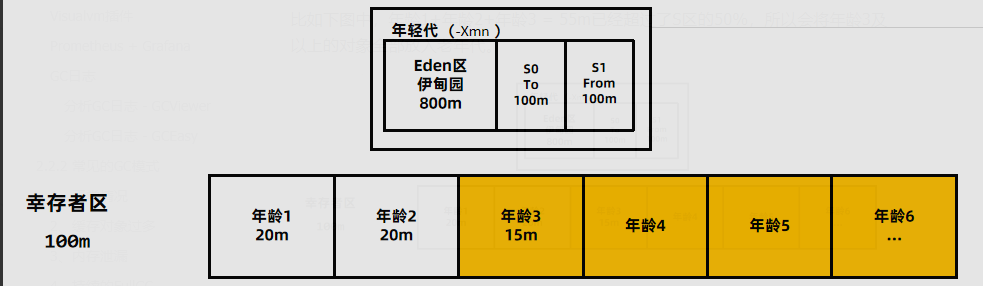 年轻代（-Xmn ）
Eden区
伊甸园
800m
S0
To
100m
S1
From
100m
幸存者区
100m
年龄1
20m
年龄2
20m
年龄3
15m
年龄4
年龄5
年龄6
...